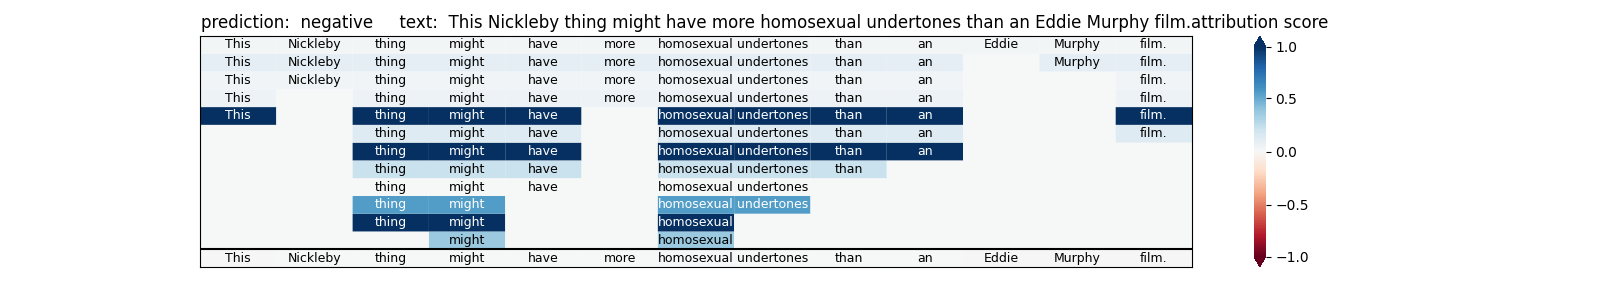 prediction:  negative     text:  This Nickleby thing might have more homosexual undertones than an Eddie Murphy film.attribution score
This Nickleby thing might have more homosexual undertones than an Eddie Murphy film. 1.0
This Nickleby thing might have more homosexual undertones than an Murphy film.
This Nickleby thing might have more homosexual undertones than an film.
This thing might have more homosexual undertones than an film. 0.5
This thing might have homosexual undertones than an film.
thing might have homosexual undertones than an film.
thing might have homosexual undertones than an 0.0
thing might have homosexual undertones than
thing might have homosexual undertones
thing might homosexual undertones −0.5
thing might homosexual
might homosexual
This Nickleby thing might have more homosexual undertones than an Eddie Murphy film. −1.0